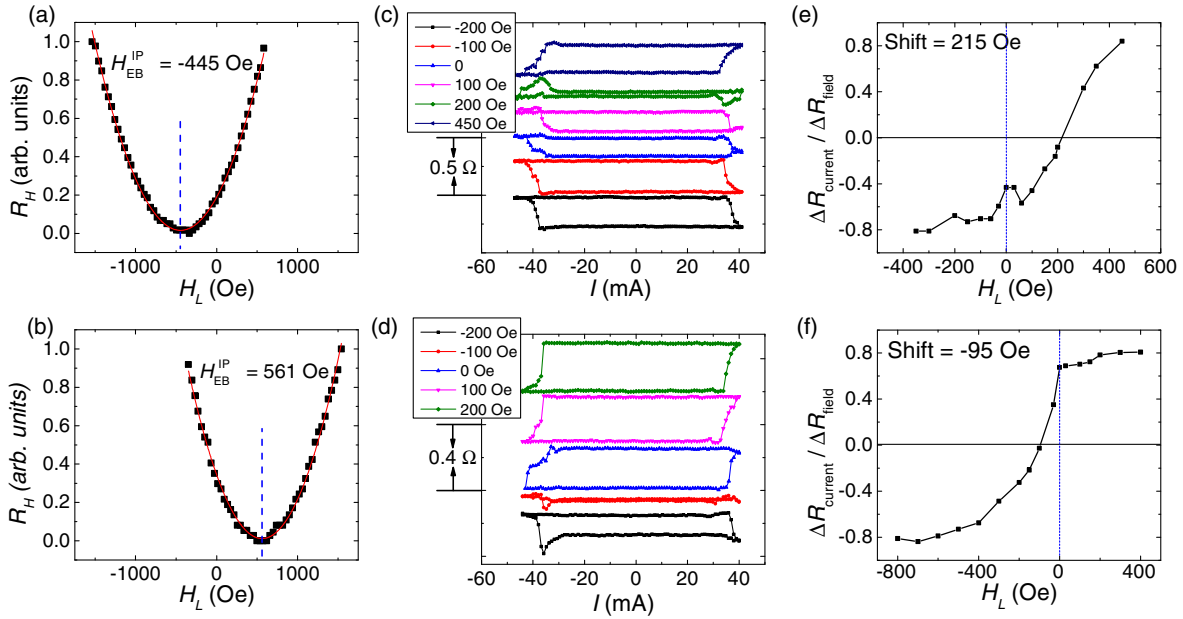 (a)
H_EB^IP = -445 Oe
R_H (arb. units)
1.0
0.8
0.6
0.4
0.2
0.0
-1000 0 1000
H_L (Oe)
(c)
-200 Oe
-100 Oe
0
100 Oe
200 Oe
450 Oe
0.5 Ω
-60 -40 -20 0 20 40 60
I (mA)
(e)
Shift = 215 Oe
ΔR_current / ΔR_field
0.8
0.4
0.0
-0.4
-0.8
-400 -200 0 200 400 600
H_L (Oe)
(b)
H_EB^IP = 561 Oe
R_H (arb. units)
1.0
0.8
0.6
0.4
0.2
0.0
-1000 0 1000
H_L (Oe)
(d)
-200 Oe
-100 Oe
0 Oe
100 Oe
200 Oe
0.4 Ω
-60 -40 -20 0 20 40 60
I (mA)
(f)
Shift = -95 Oe
ΔR_current / ΔR_field
0.8
0.4
0.0
-0.4
-0.8
-800 -400 0 400
H_L (Oe)